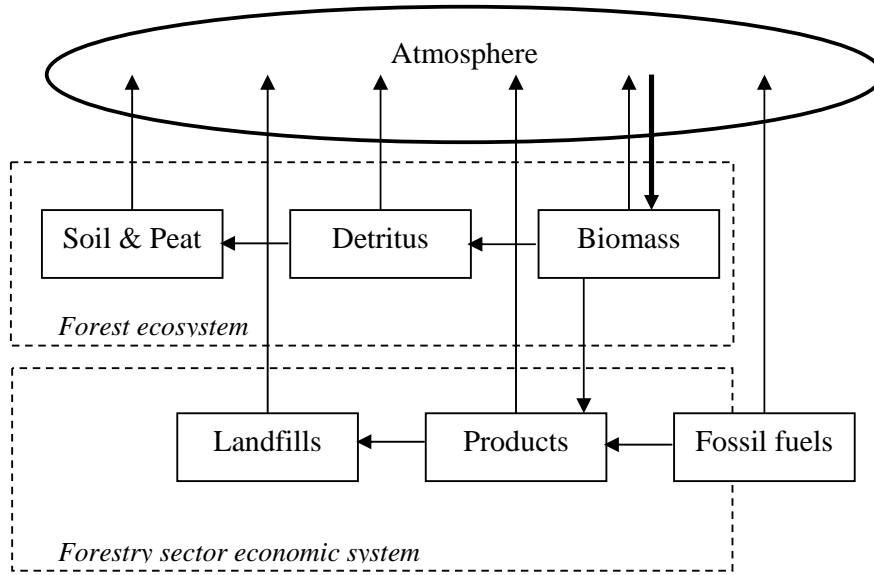 Atmosphere
Soil & Peat
Detritus
Biomass
Forest ecosystem
Landfills
Products
Fossil fuels
Forestry sector economic system